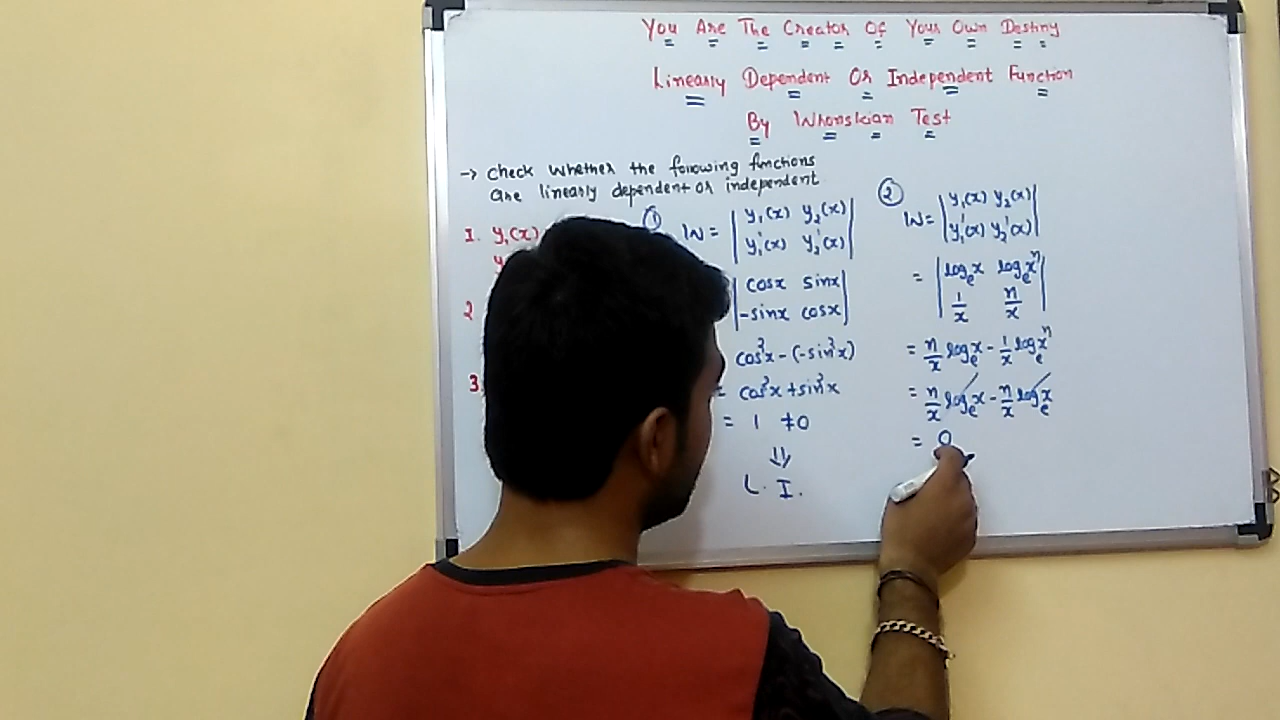 You Are The Creator Of Your Own Destiny
Linearly Dependent Or Independent Function
By Whonskian Test
→ Check whether the following functions
are linearly dependent or independent
1. y₁(x)
2
3.
① W = | y₁(x) y₂(x) |
| y₁'(x) y₂'(x) |
| cosx sinx |
| -sinx cosx |
cos²x - (-sin²x)
= cos²x + sin²x
= 1 ≠0
⇓
L. I.
② W = | y₁(x) y₂(x) |
| y₁'(x) y₂'(x) |
= | logₑx logₑxⁿ |
| 1/x n/x |
= n/x logₑx - 1/x logₑxⁿ
= n/x logₑx - n/x logₑx
= 0